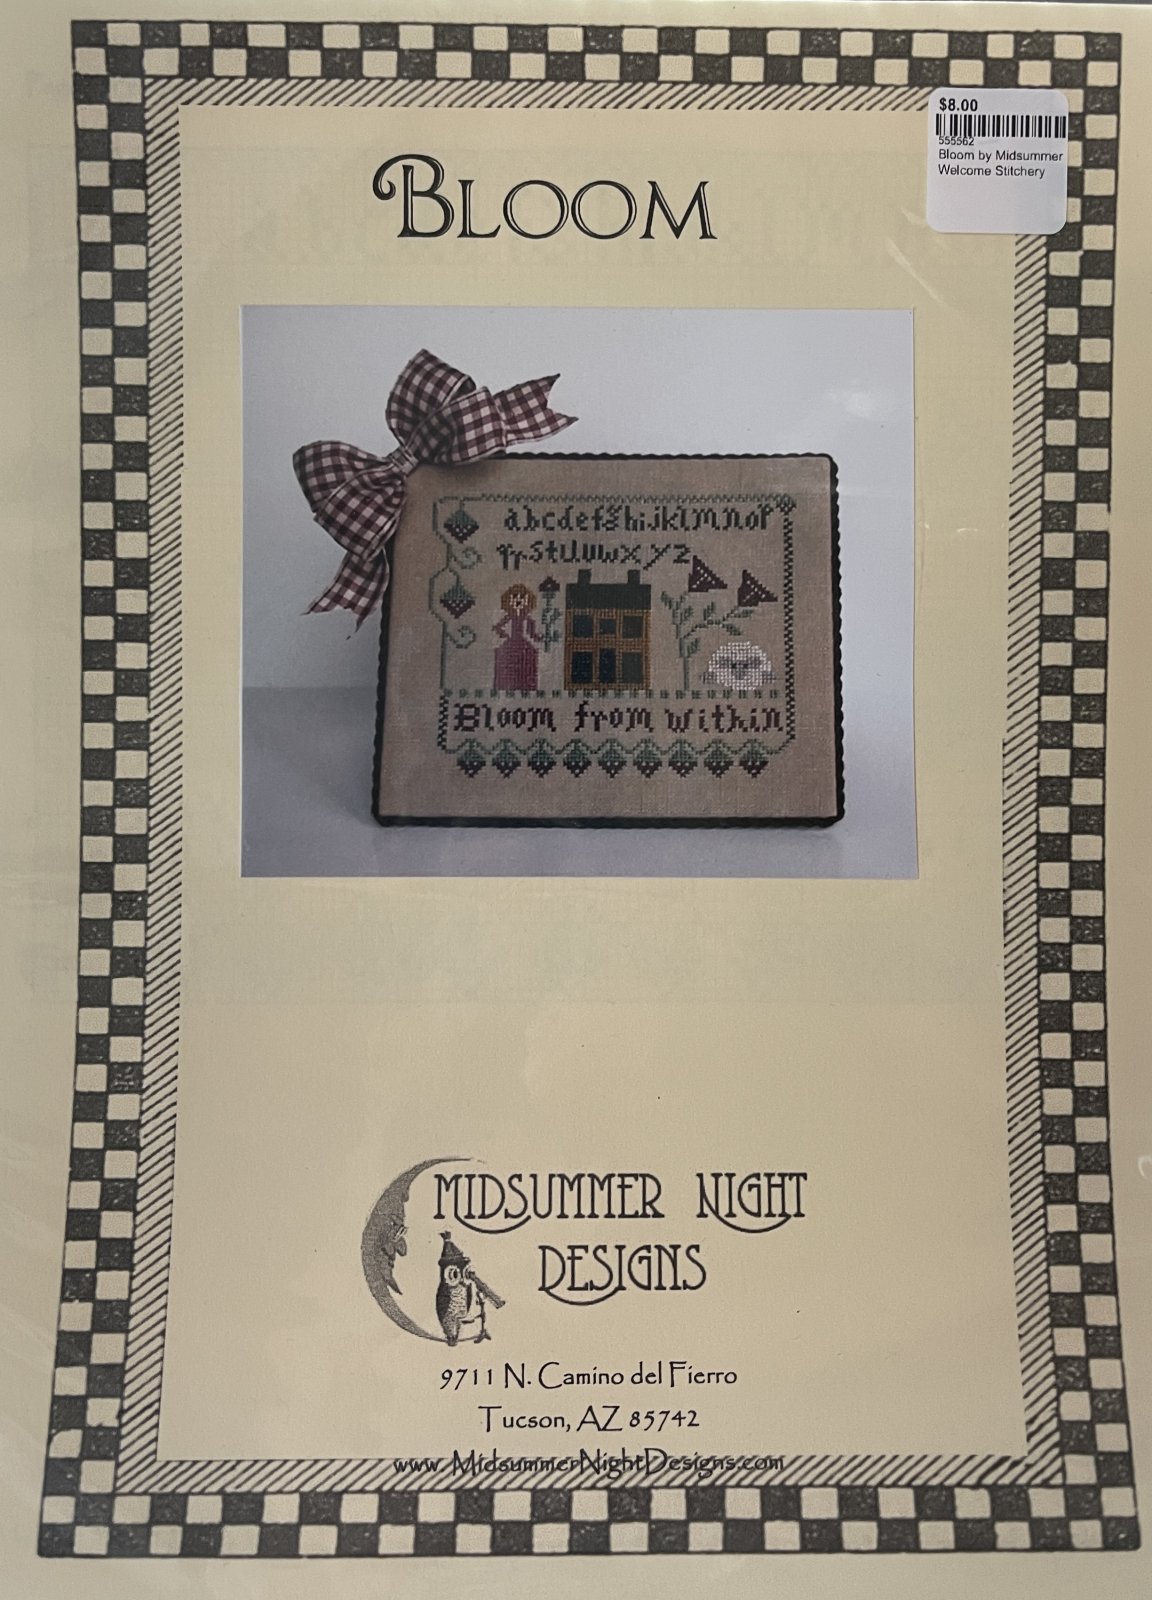 $8.00
555562
Bloom by Midsummer
Welcome Stitchery
BLOOM
abcdefghijklmnop
qrstuvwxyz
Bloom from within
MIDSUMMER NIGHT
DESIGNS
9711 N. Camino del Fierro
Tucson, AZ 85742
www.MidsummerNightDesigns.com